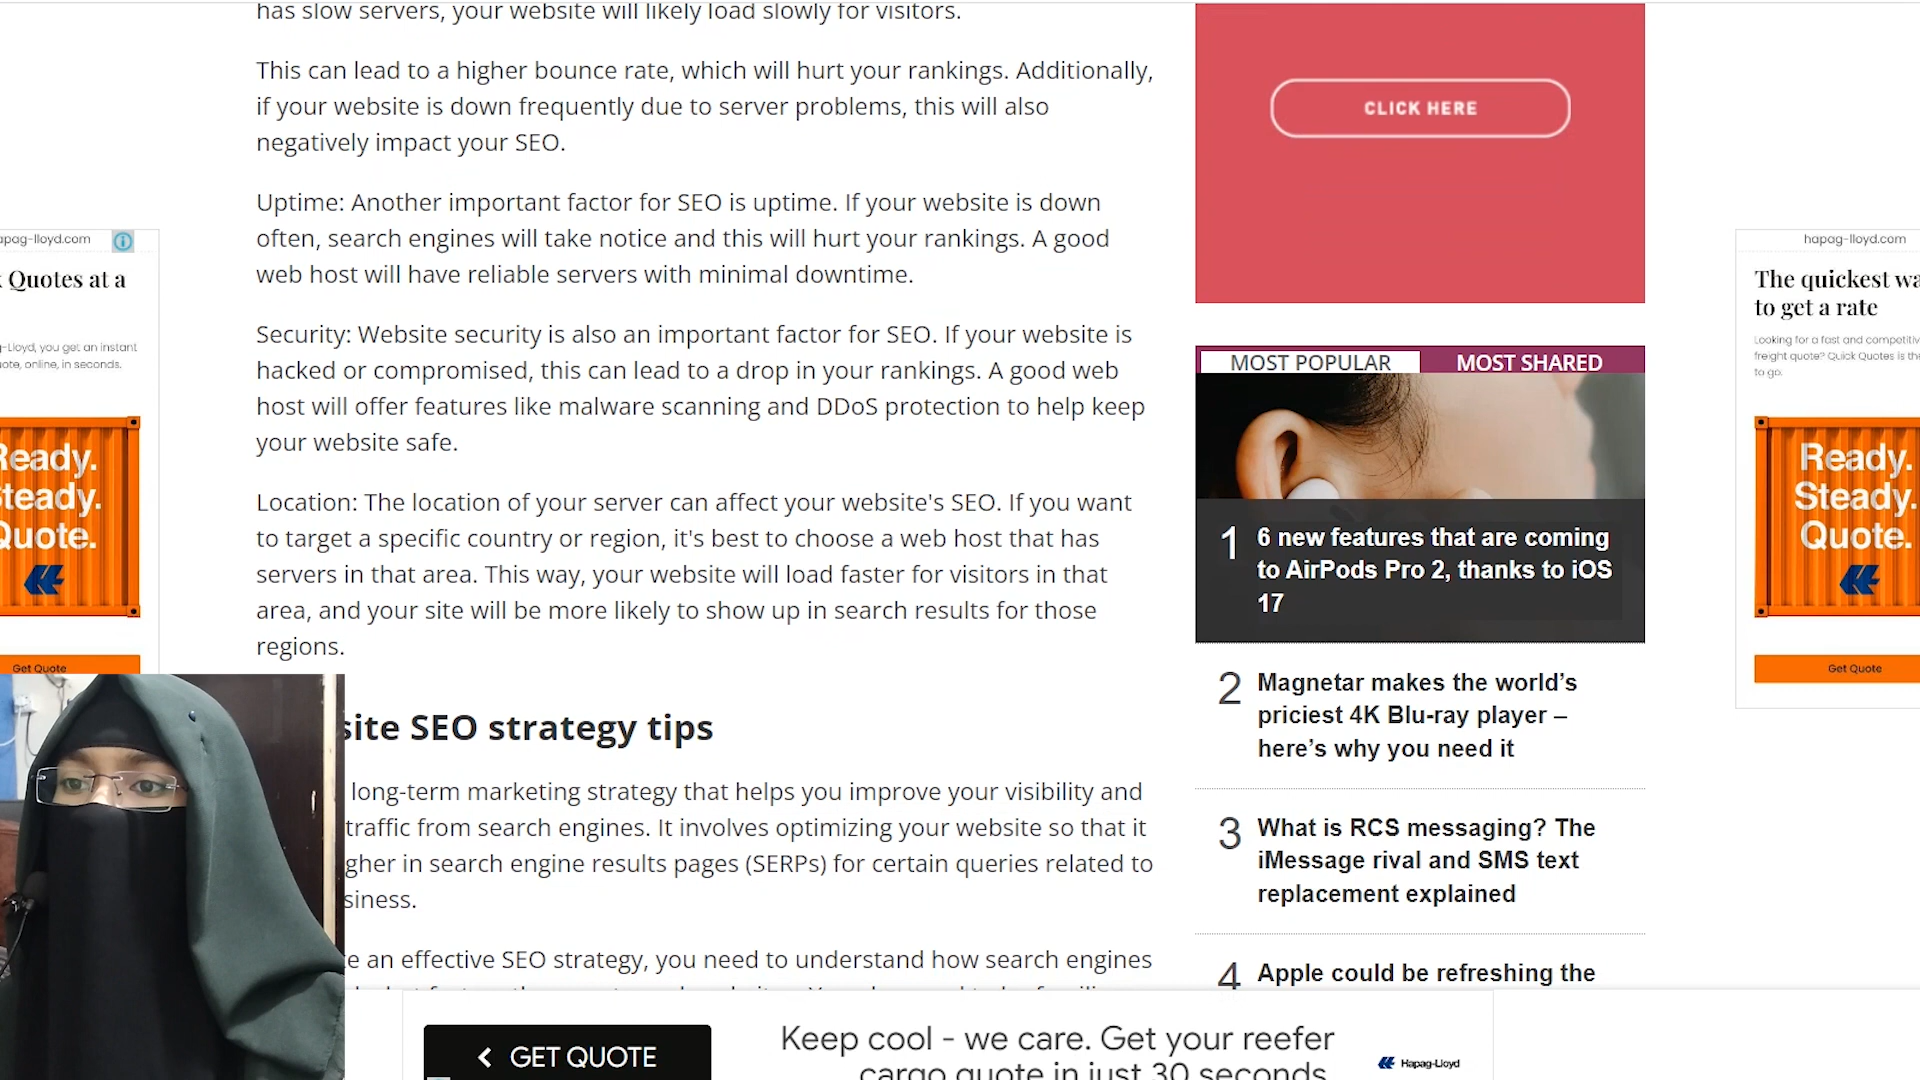 has slow servers, your website will likely load slowly for visitors.
This can lead to a higher bounce rate, which will hurt your rankings. Additionally,
if your website is down frequently due to server problems, this will also
negatively impact your SEO.
Uptime: Another important factor for SEO is uptime. If your website is down
often, search engines will take notice and this will hurt your rankings. A good
web host will have reliable servers with minimal downtime.
Security: Website security is also an important factor for SEO. If your website is
hacked or compromised, this can lead to a drop in your rankings. A good web
host will offer features like malware scanning and DDoS protection to help keep
your website safe.
Location: The location of your server can affect your website's SEO. If you want
to target a specific country or region, it's best to choose a web host that has
servers in that area. This way, your website will load faster for visitors in that
area, and your site will be more likely to show up in search results for those
regions.
site SEO strategy tips
long-term marketing strategy that helps you improve your visibility and
traffic from search engines. It involves optimizing your website so that it
gher in search engine results pages (SERPs) for certain queries related to
siness.
an effective SEO strategy, you need to understand how search engines
CLICK HERE
MOST POPULAR
MOST SHARED
1 6 new features that are coming
to AirPods Pro 2, thanks to iOS
17
2 Magnetar makes the world's
priciest 4K Blu-ray player –
here's why you need it
3 What is RCS messaging? The
iMessage rival and SMS text
replacement explained
4 Apple could be refreshing the
apag-lloyd.com
Quotes at a
-Lloyd, you get an instant
ote, online, in seconds.
Ready.
Steady.
Quote.
Get Quote
hapag-lloyd.com
The quickest wa
to get a rate
Looking for a fast and competitiv
freight quote? Quick Quotes is the
to go.
Ready.
Steady.
Quote.
Get Quote
GET QUOTE
Keep cool - we care. Get your reefer
cargo quote in just 30 seconds.
Hapag-Lloyd